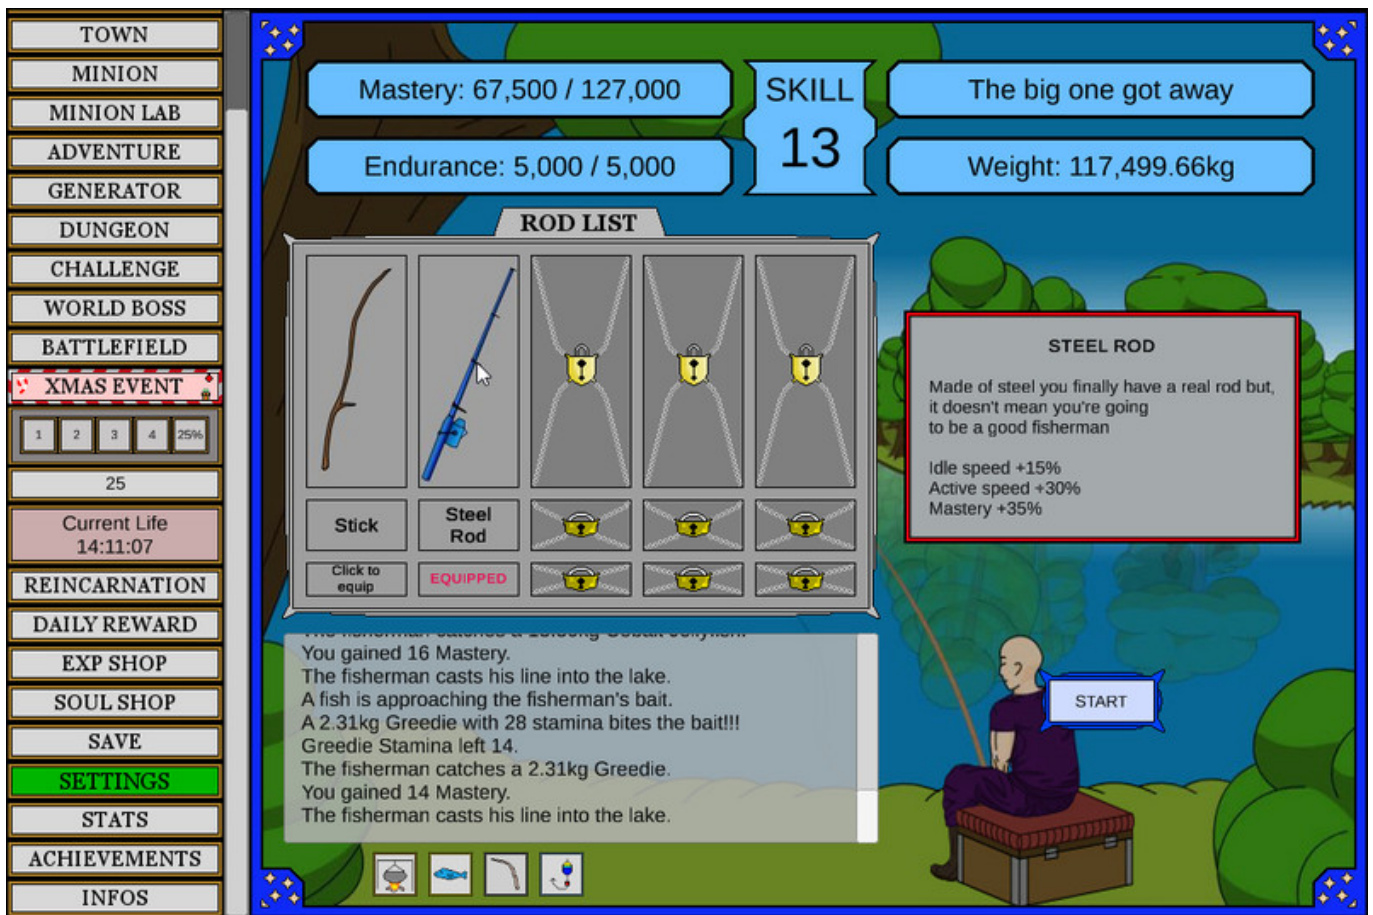 TOWN
MINION
MINION LAB
ADVENTURE
GENERATOR
DUNGEON
CHALLENGE
WORLD BOSS
BATTLEFIELD
XMAS EVENT
1 2 3 4 25%
25
Current Life
14:11:07
REINCARNATION
DAILY REWARD
EXP SHOP
SOUL SHOP
SAVE
SETTINGS
STATS
ACHIEVEMENTS
INFOS
Mastery: 67,500 / 127,000
Endurance: 5,000 / 5,000
SKILL
13
The big one got away
Weight: 117,499.66kg
ROD LIST
Stick
Steel
Rod
Click to
equip
EQUIPPED
STEEL ROD
Made of steel you finally have a real rod but,
it doesn't mean you're going
to be a good fisherman
Idle speed +15%
Active speed +30%
Mastery +35%
The fisherman catches a
You gained 16 Mastery.
The fisherman casts his line into the lake.
A fish is approaching the fisherman's bait.
A 2.31kg Greedie with 28 stamina bites the bait!!!
Greedie Stamina left 14.
The fisherman catches a 2.31kg Greedie.
You gained 14 Mastery.
The fisherman casts his line into the lake.
START